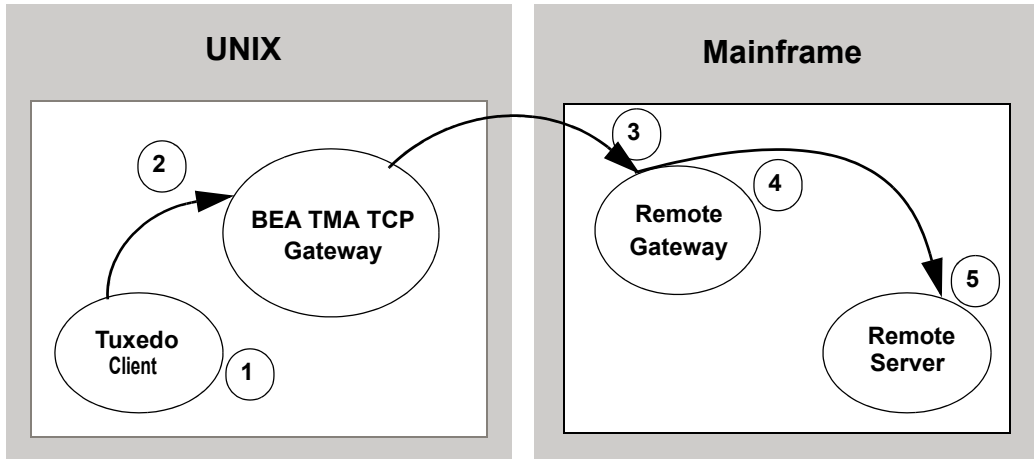 UNIX
2
BEA TMA TCP
Gateway
Tuxedo
Client
1
Mainframe
3
4
Remote
Gateway
5
Remote
Server